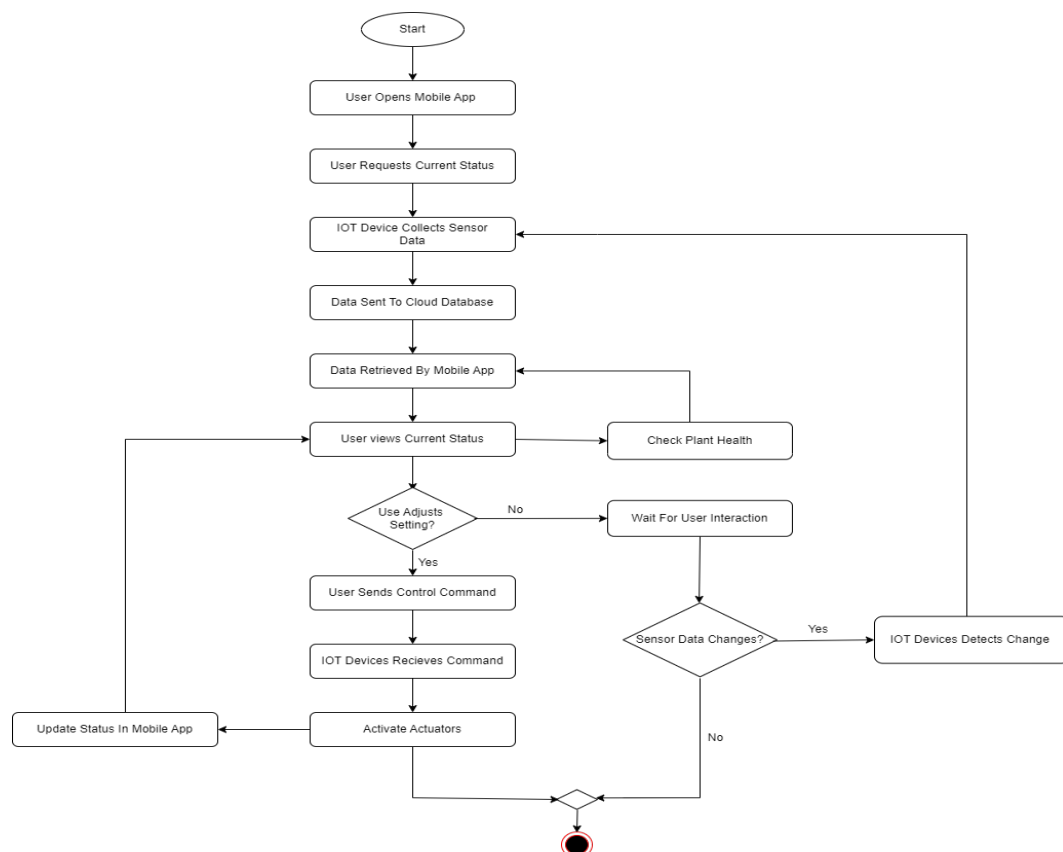 Start
User Opens Mobile App
User Requests Current Status
IOT Device Collects Sensor
Data
Data Sent To Cloud Database
Data Retrieved By Mobile App
User views Current Status
Check Plant Health
Use Adjusts
Setting?
No
Wait For User Interaction
Yes
User Sends Control Command
Sensor Data Changes?
Yes
IOT Devices Detects Change
IOT Devices Recieves Command
Update Status In Mobile App
Activate Actuators
No